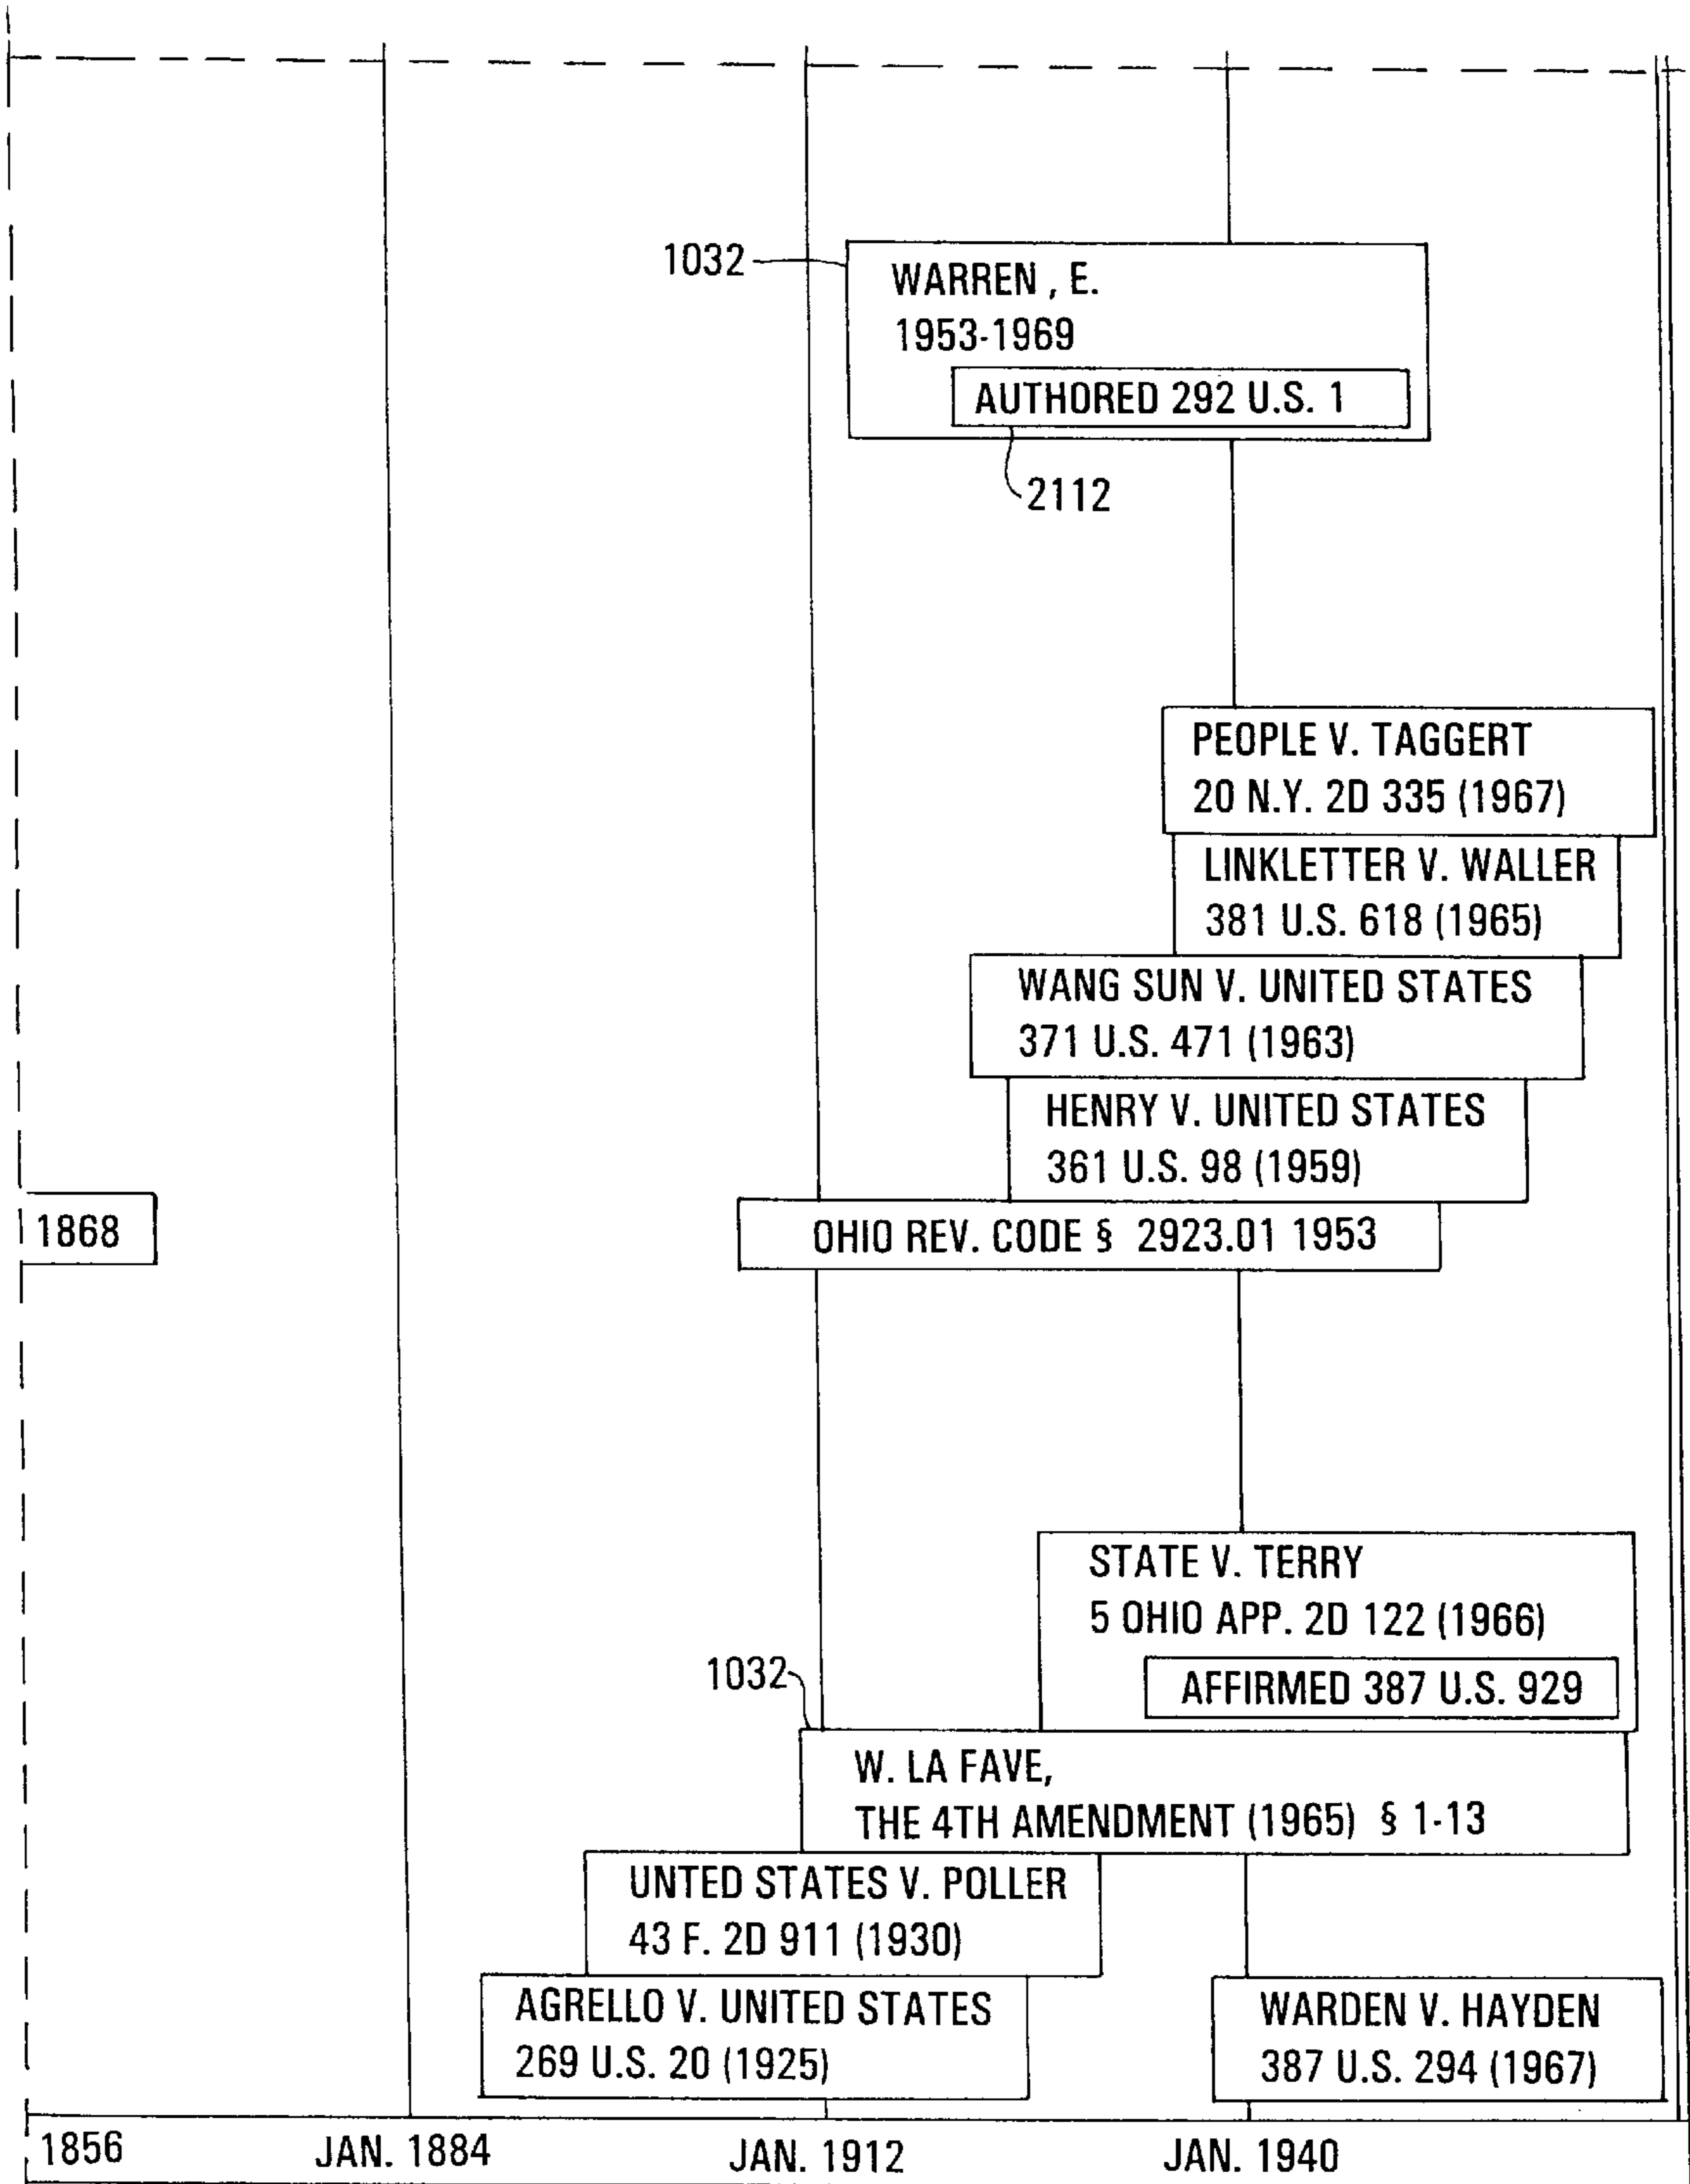 1032
WARREN , E.
1953-1969
AUTHORED 292 U.S. 1
2112
PEOPLE V. TAGGERT
20 N.Y. 2D 335 (1967)
LINKLETTER V. WALLER
381 U.S. 618 (1965)
WANG SUN V. UNITED STATES
371 U.S. 471 (1963)
HENRY V. UNITED STATES
361 U.S. 98 (1959)
1868
OHIO REV. CODE § 2923.01 1953
STATE V. TERRY
5 OHIO APP. 2D 122 (1966)
AFFIRMED 387 U.S. 929
1032
W. LA FAVE,
THE 4TH AMENDMENT (1965) § 1-13
UNTED STATES V. POLLER
43 F. 2D 911 (1930)
AGRELLO V. UNITED STATES
269 U.S. 20 (1925)
WARDEN V. HAYDEN
387 U.S. 294 (1967)
1856 JAN. 1884 JAN. 1912 JAN. 1940